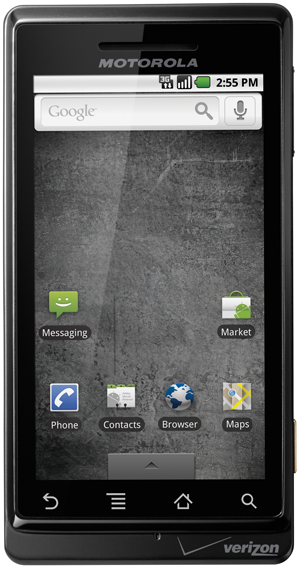 MOTOROLA
3G 2:55 PM
Google
Messaging Market
Phone Contacts Browser Maps
verizon